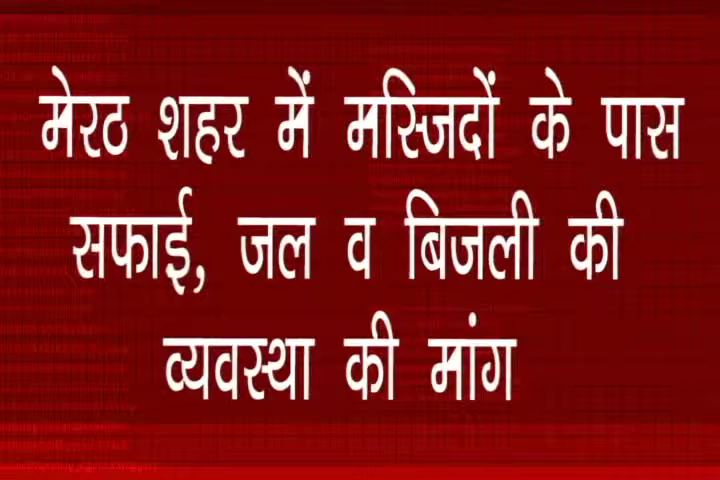 मेरठ शहर में मस्जिदों के पास
सफाई, जल व बिजली की
व्यवस्था की मांग